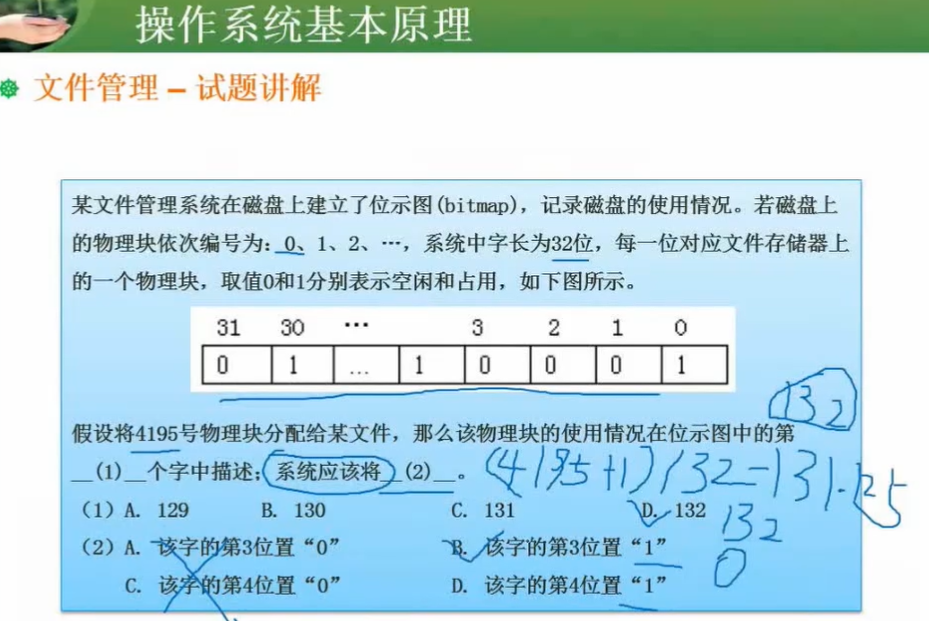 操作系统基本原理
文件管理 – 试题讲解
某文件管理系统在磁盘上建立了位示图(bitmap)，记录磁盘的使用情况。若磁盘上
的物理块依次编号为：0、1、2、…，系统中字长为32位，每一位对应文件存储器上
的一个物理块，取值0和1分别表示空闲和占用，如下图所示。
31 30 … 3 2 1 0
0 1 … 1 0 0 0 1
132
假设将4195号物理块分配给某文件，那么该物理块的使用情况在位示图中的第
__(1)__个字中描述；系统应该将__(2)__。
(4195+1)/32=131.125
（1）A. 129 B. 130 C. 131 D. 132
132
（2）A. 该字的第3位置“0” B. 该字的第3位置“1”
0
C. 该字的第4位置“0” D. 该字的第4位置“1”